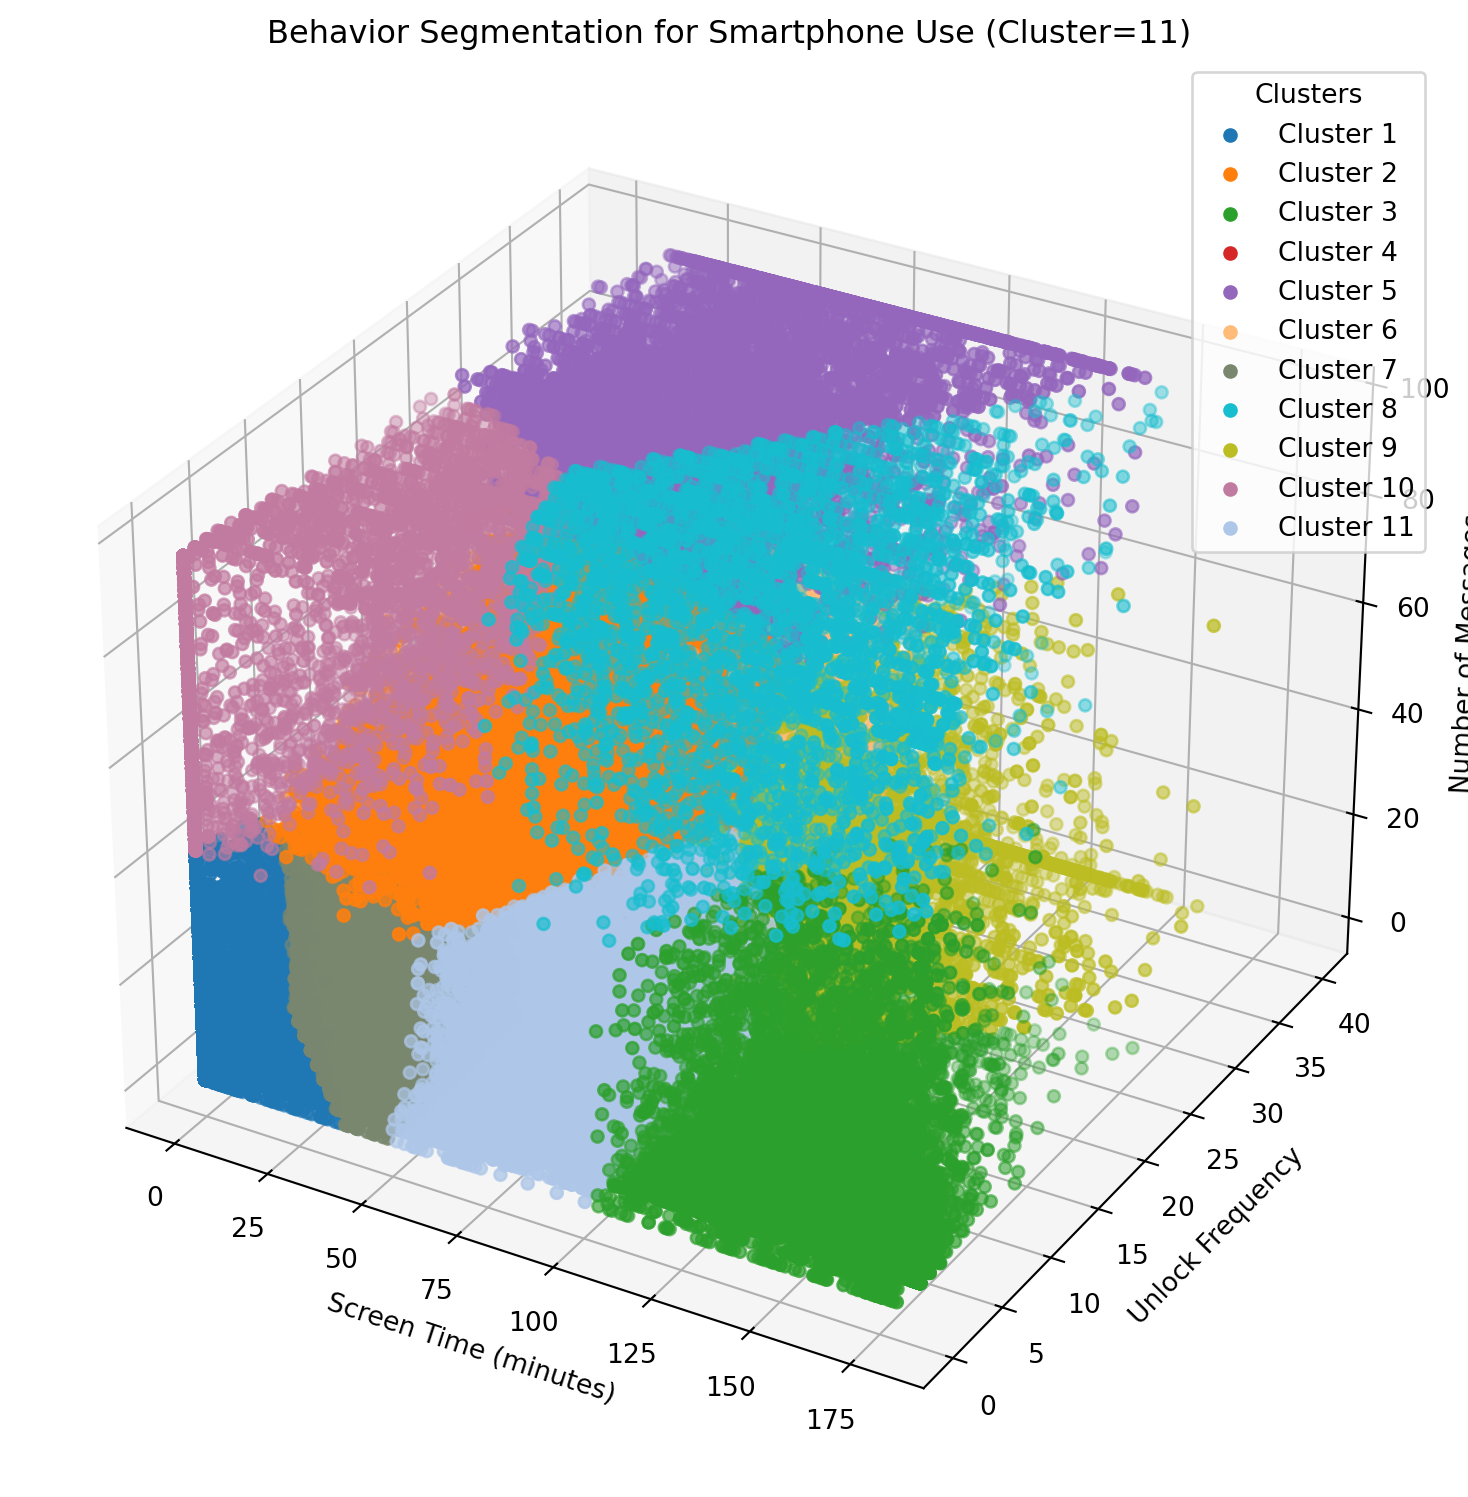 Behavior Segmentation for Smartphone Use (Cluster=11)
Clusters
Cluster 1
Cluster 2
Cluster 3
Cluster 4
Cluster 5
Cluster 6
Cluster 7
Cluster 8
Cluster 9
Cluster 10
Cluster 11
100
80
60
40
20
0
Number of Messages
40
35
30
25
20
15
10
5
0
Unlock Frequency
0
25
50
75
100
125
150
175
Screen Time (minutes)